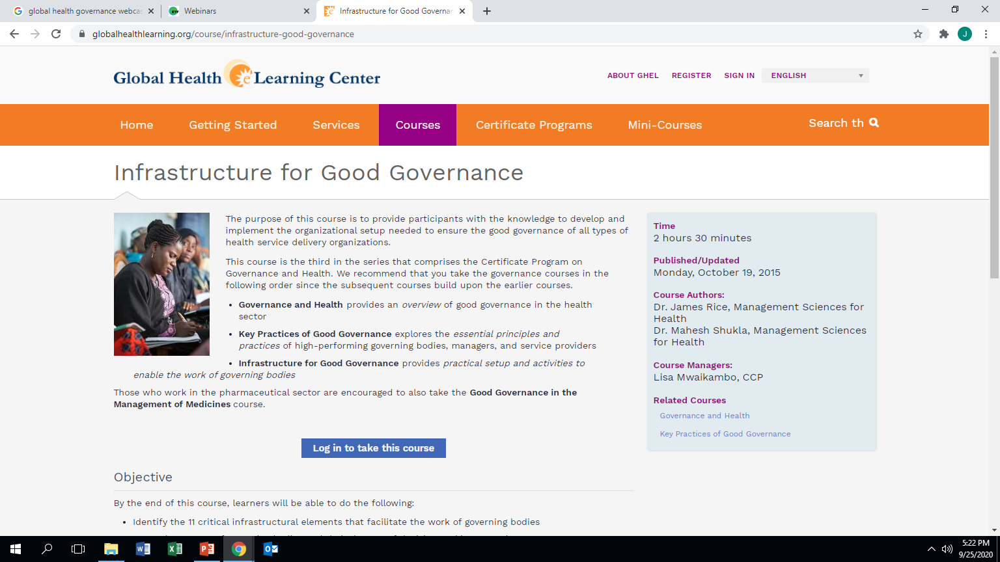 global health governance webcas
Webinars
Infrastructure for Good Governan
globalhealthlearning.org/course/infrastructure-good-governance
J
Global Health e Learning Center
ABOUT GHEL
REGISTER
SIGN IN
ENGLISH
Home
Getting Started
Services
Courses
Certificate Programs
Mini-Courses
Search th
Infrastructure for Good Governance
The purpose of this course is to provide participants with the knowledge to develop and
implement the organizational setup needed to ensure the good governance of all types of
health service delivery organizations.
This course is the third in the series that comprises the Certificate Program on
Governance and Health. We recommend that you take the governance courses in the
following order since the subsequent courses build upon the earlier courses.
• Governance and Health provides an overview of good governance in the health
sector
• Key Practices of Good Governance explores the essential principles and
practices of high-performing governing bodies, managers, and service providers
• Infrastructure for Good Governance provides practical setup and activities to
enable the work of governing bodies
Those who work in the pharmaceutical sector are encouraged to also take the Good Governance in the
Management of Medicines course.
Log in to take this course
Objective
By the end of this course, learners will be able to do the following:
• Identify the 11 critical infrastructural elements that facilitate the work of governing bodies
Time
2 hours 30 minutes
Published/Updated
Monday, October 19, 2015
Course Authors:
Dr. James Rice, Management Sciences for
Health
Dr. Mahesh Shukla, Management Sciences
for Health
Course Managers:
Lisa Mwaikambo, CCP
Related Courses
Governance and Health
Key Practices of Good Governance
5:22 PM
9/25/2020